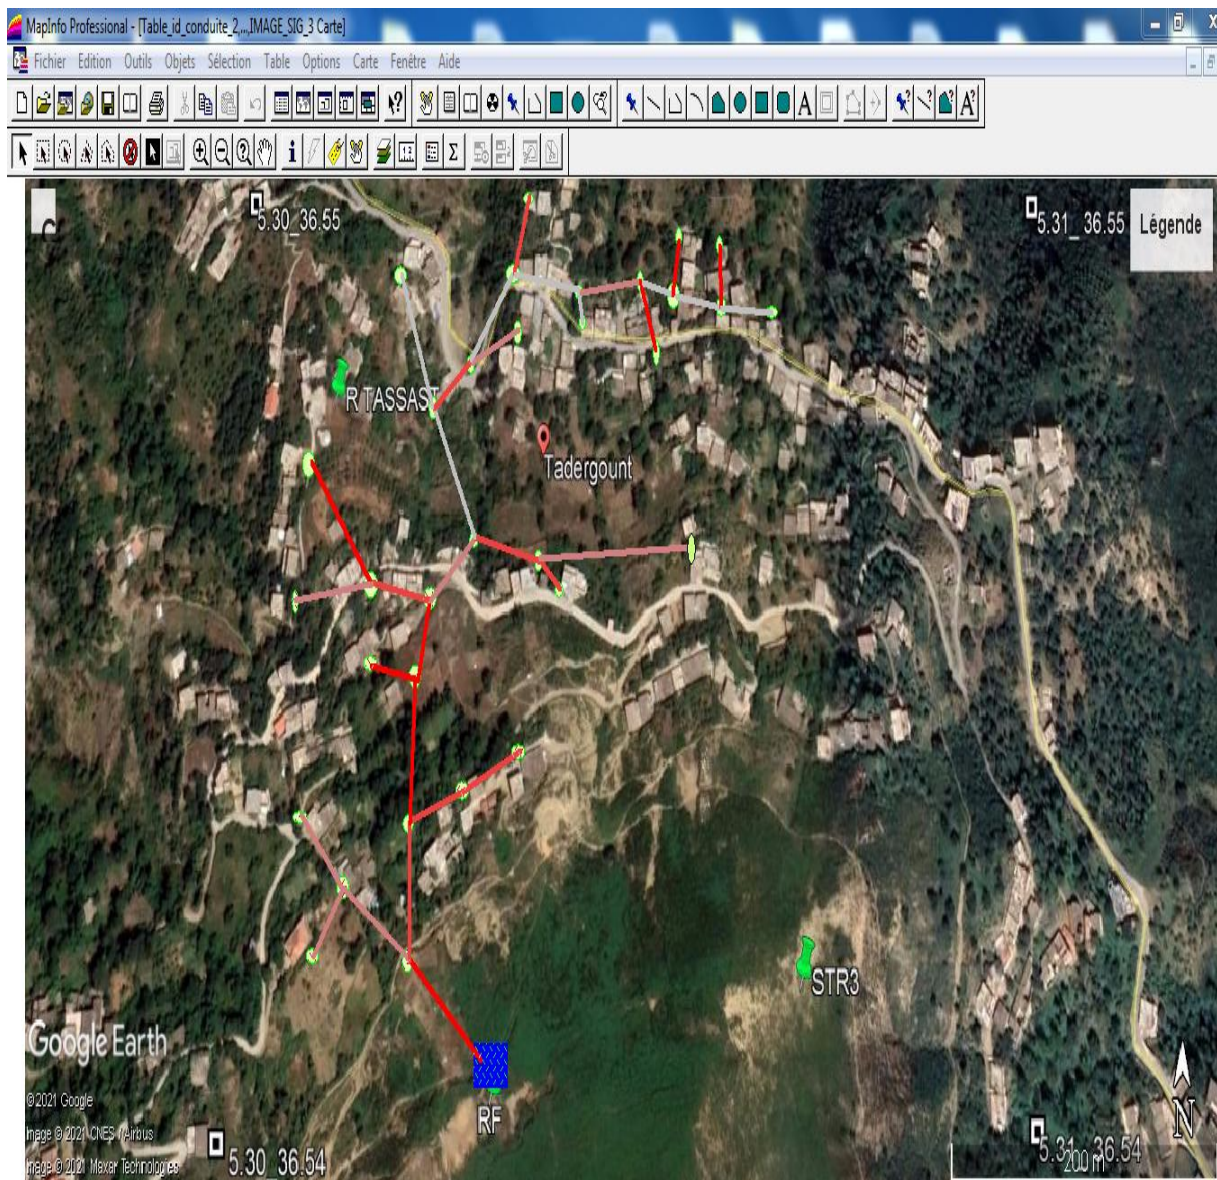 MapInfo Professional - [Table_id_conduite_2,...,IMAGE_SIG_3 Carte]
Fichier Edition Outils Objets Sélection Table Options Carte Fenêtre Aide
5.30_36.55
5.31_ 36.55
Légende
R TASSAST
Tadergount
STR3
Google Earth
RF
N
© 2021 Google
Image © 2021 CNES / Airbus
Image © 2021 Maxar Technologies
5.30_36.54
5.31_36.54
200 m